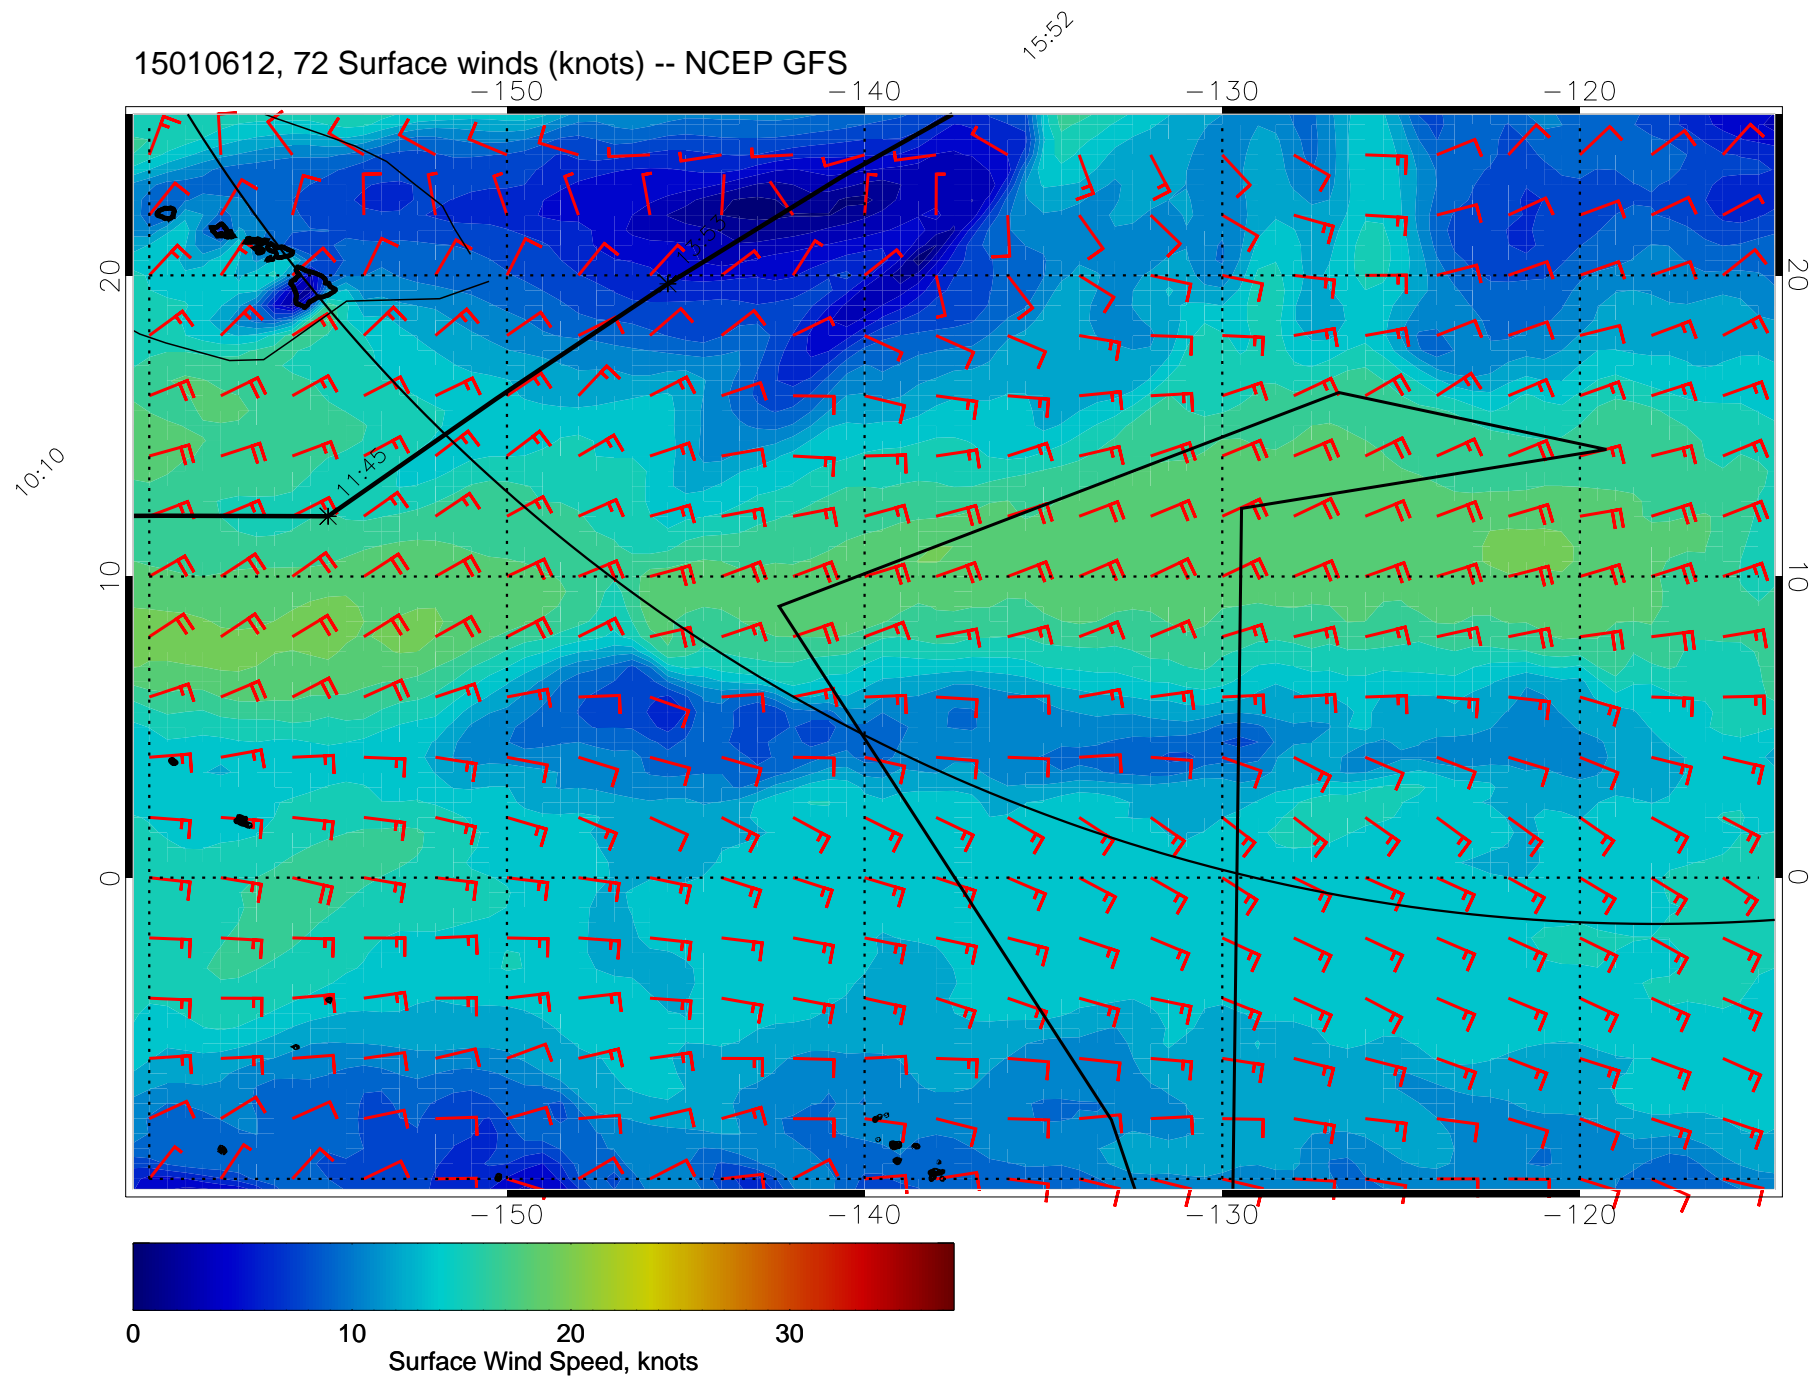 15:52
15010612, 72 Surface winds (knots) -- NCEP GFS
-150 -140 -130 -120
20 20
10:10
11:45
10 10
0 0
-150 -140 -130 -120
0 10 20 30
Surface Wind Speed, knots